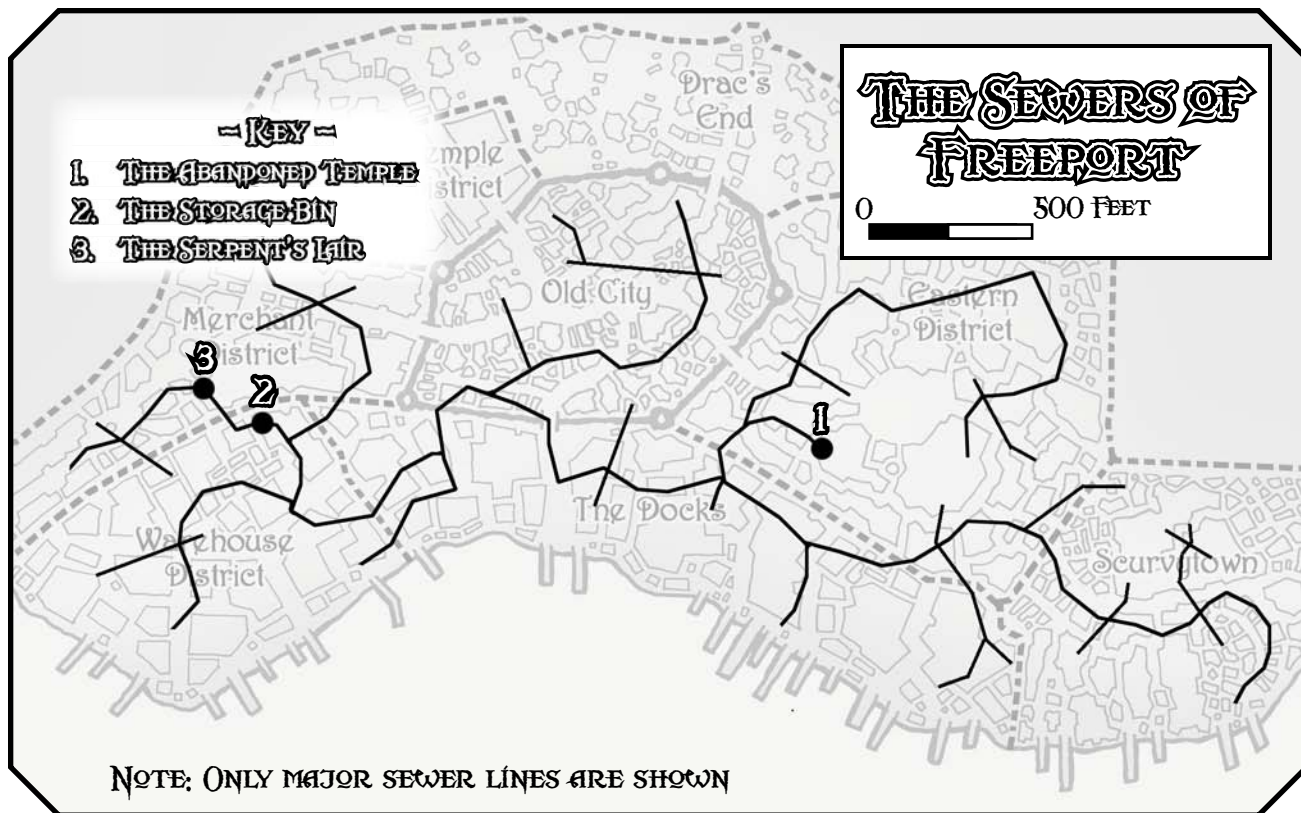 The Sewers of
Freeport
0 500 Feet
~ Key ~
1. The Abandoned Temple
2. The Storage Bin
3. The Serpent's Lair
Drac's
End
emple
strict
Old City
Eastern
District
Merchant
District
3
2
1
The Docks
Warehouse
District
Scurvytown
Note: Only major sewer lines are shown